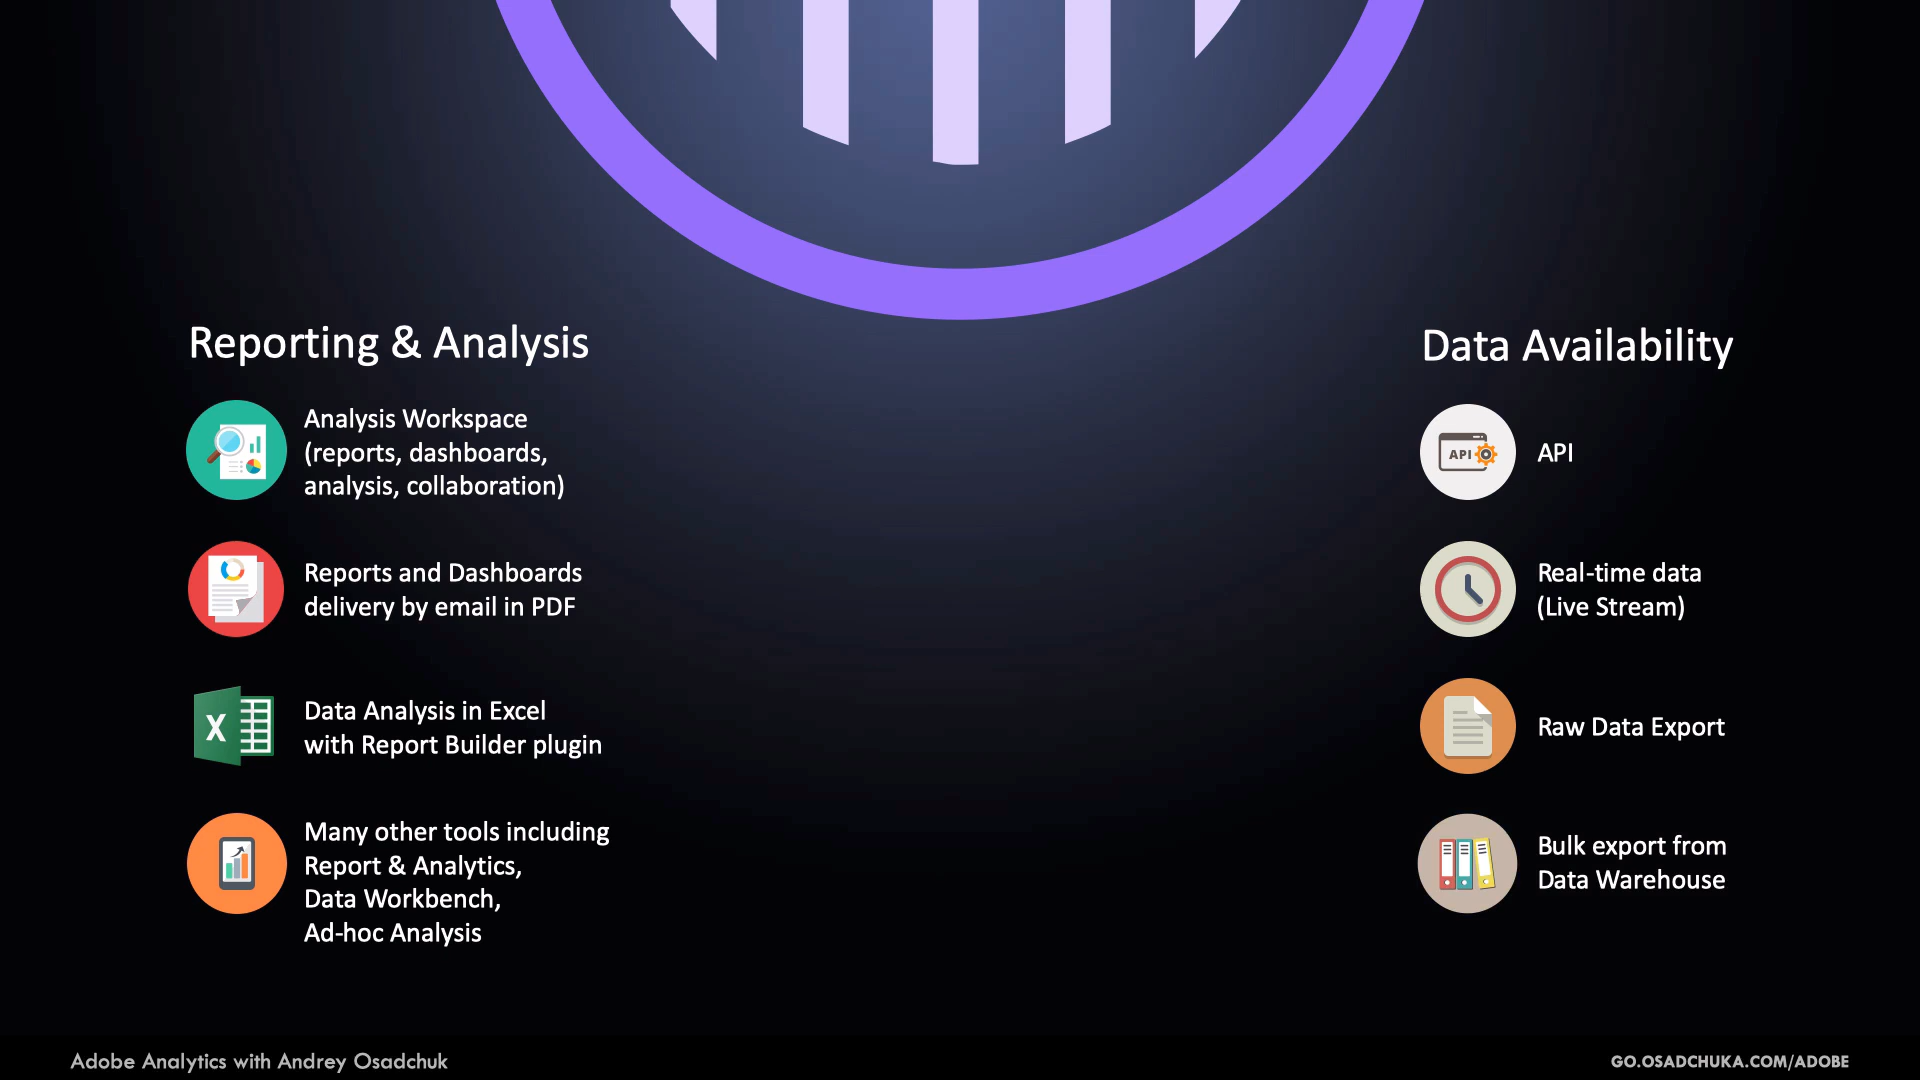 Reporting & Analysis
Analysis Workspace
(reports, dashboards,
analysis, collaboration)
Reports and Dashboards
delivery by email in PDF
X
Data Analysis in Excel
with Report Builder plugin
Many other tools including
Report & Analytics,
Data Workbench,
Ad-hoc Analysis
Data Availability
API
API
Real-time data
(Live Stream)
Raw Data Export
Bulk export from
Data Warehouse
Adobe Analytics with Andrey Osadchuk
GO.OSADCHUKA.COM/ADOBE